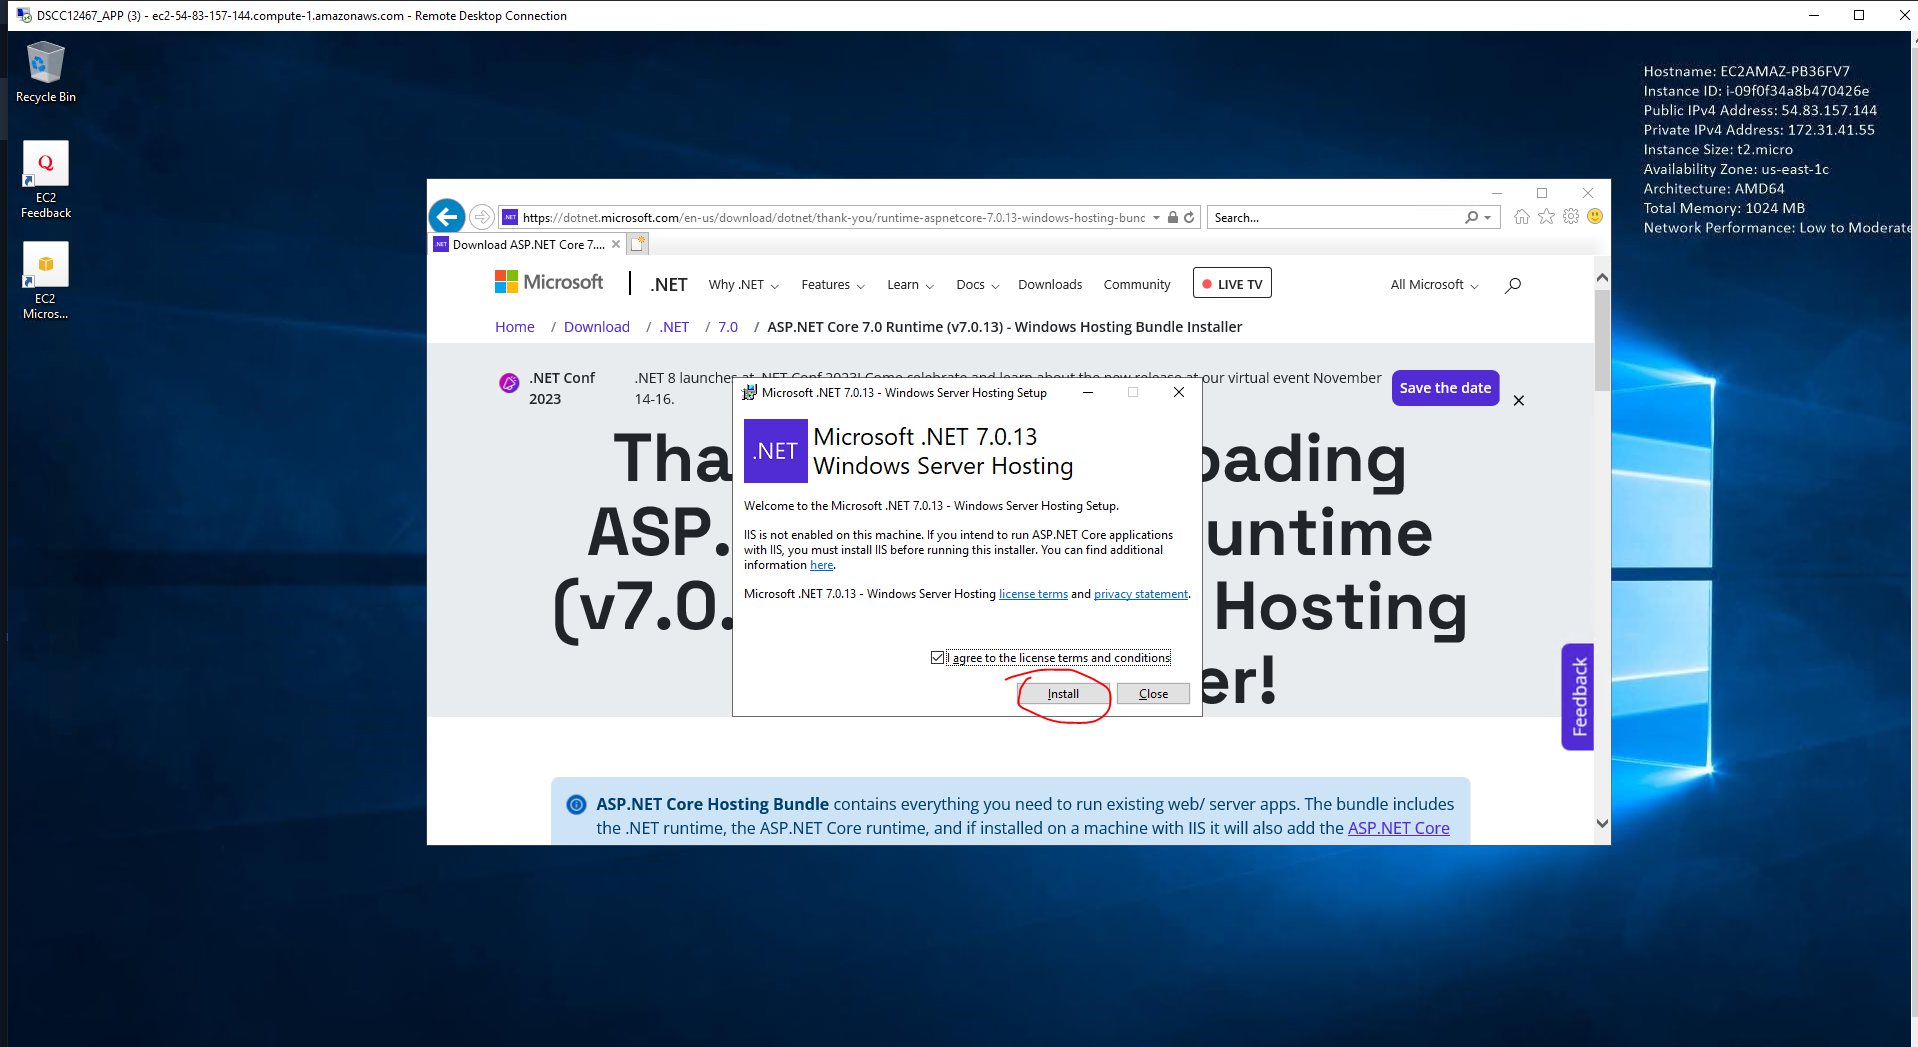 DSCC12467_APP (3) - ec2-54-83-157-144.compute-1.amazonaws.com - Remote Desktop Connection
Recycle Bin
Q
EC2
Feedback
EC2
Micros...
Hostname: EC2AMAZ-PB36FV7
Instance ID: i-09f0f34a8b470426e
Public IPv4 Address: 54.83.157.144
Private IPv4 Address: 172.31.41.55
Instance Size: t2.micro
Availability Zone: us-east-1c
Architecture: AMD64
Total Memory: 1024 MB
Network Performance: Low to Moderate
.NET https://dotnet.microsoft.com/en-us/download/dotnet/thank-you/runtime-aspnetcore-7.0.13-windows-hosting-bunc
Search...
.NET Download ASP.NET Core 7....
Microsoft | .NET Why .NET Features Learn Docs Downloads Community LIVE TV All Microsoft
Home / Download / .NET / 7.0 / ASP.NET Core 7.0 Runtime (v7.0.13) - Windows Hosting Bundle Installer
.NET Conf
2023
.NET 8 launches at .NET Conf 2023! Come celebrate and learn about the new release at our virtual event November
14-16.
Save the date
Tha
oading
ASP.
untime
(v7.0.
Hosting
er!
Microsoft .NET 7.0.13 - Windows Server Hosting Setup
.NET
Microsoft .NET 7.0.13
Windows Server Hosting
Welcome to the Microsoft .NET 7.0.13 - Windows Server Hosting Setup.
IIS is not enabled on this machine. If you intend to run ASP.NET Core applications
with IIS, you must install IIS before running this installer. You can find additional
information here.
Microsoft .NET 7.0.13 - Windows Server Hosting license terms and privacy statement.
I agree to the license terms and conditions
Install
Close
Feedback
ASP.NET Core Hosting Bundle contains everything you need to run existing web/ server apps. The bundle includes
the .NET runtime, the ASP.NET Core runtime, and if installed on a machine with IIS it will also add the ASP.NET Core